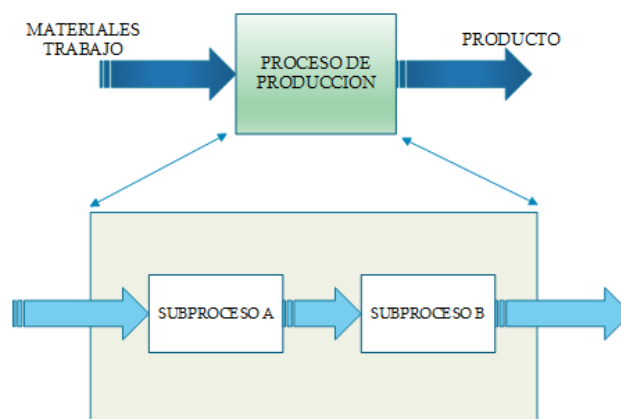 MATERIALES
TRABAJO
PROCESO DE
PRODUCCION
PRODUCTO
SUBPROCESO A
SUBPROCESO B